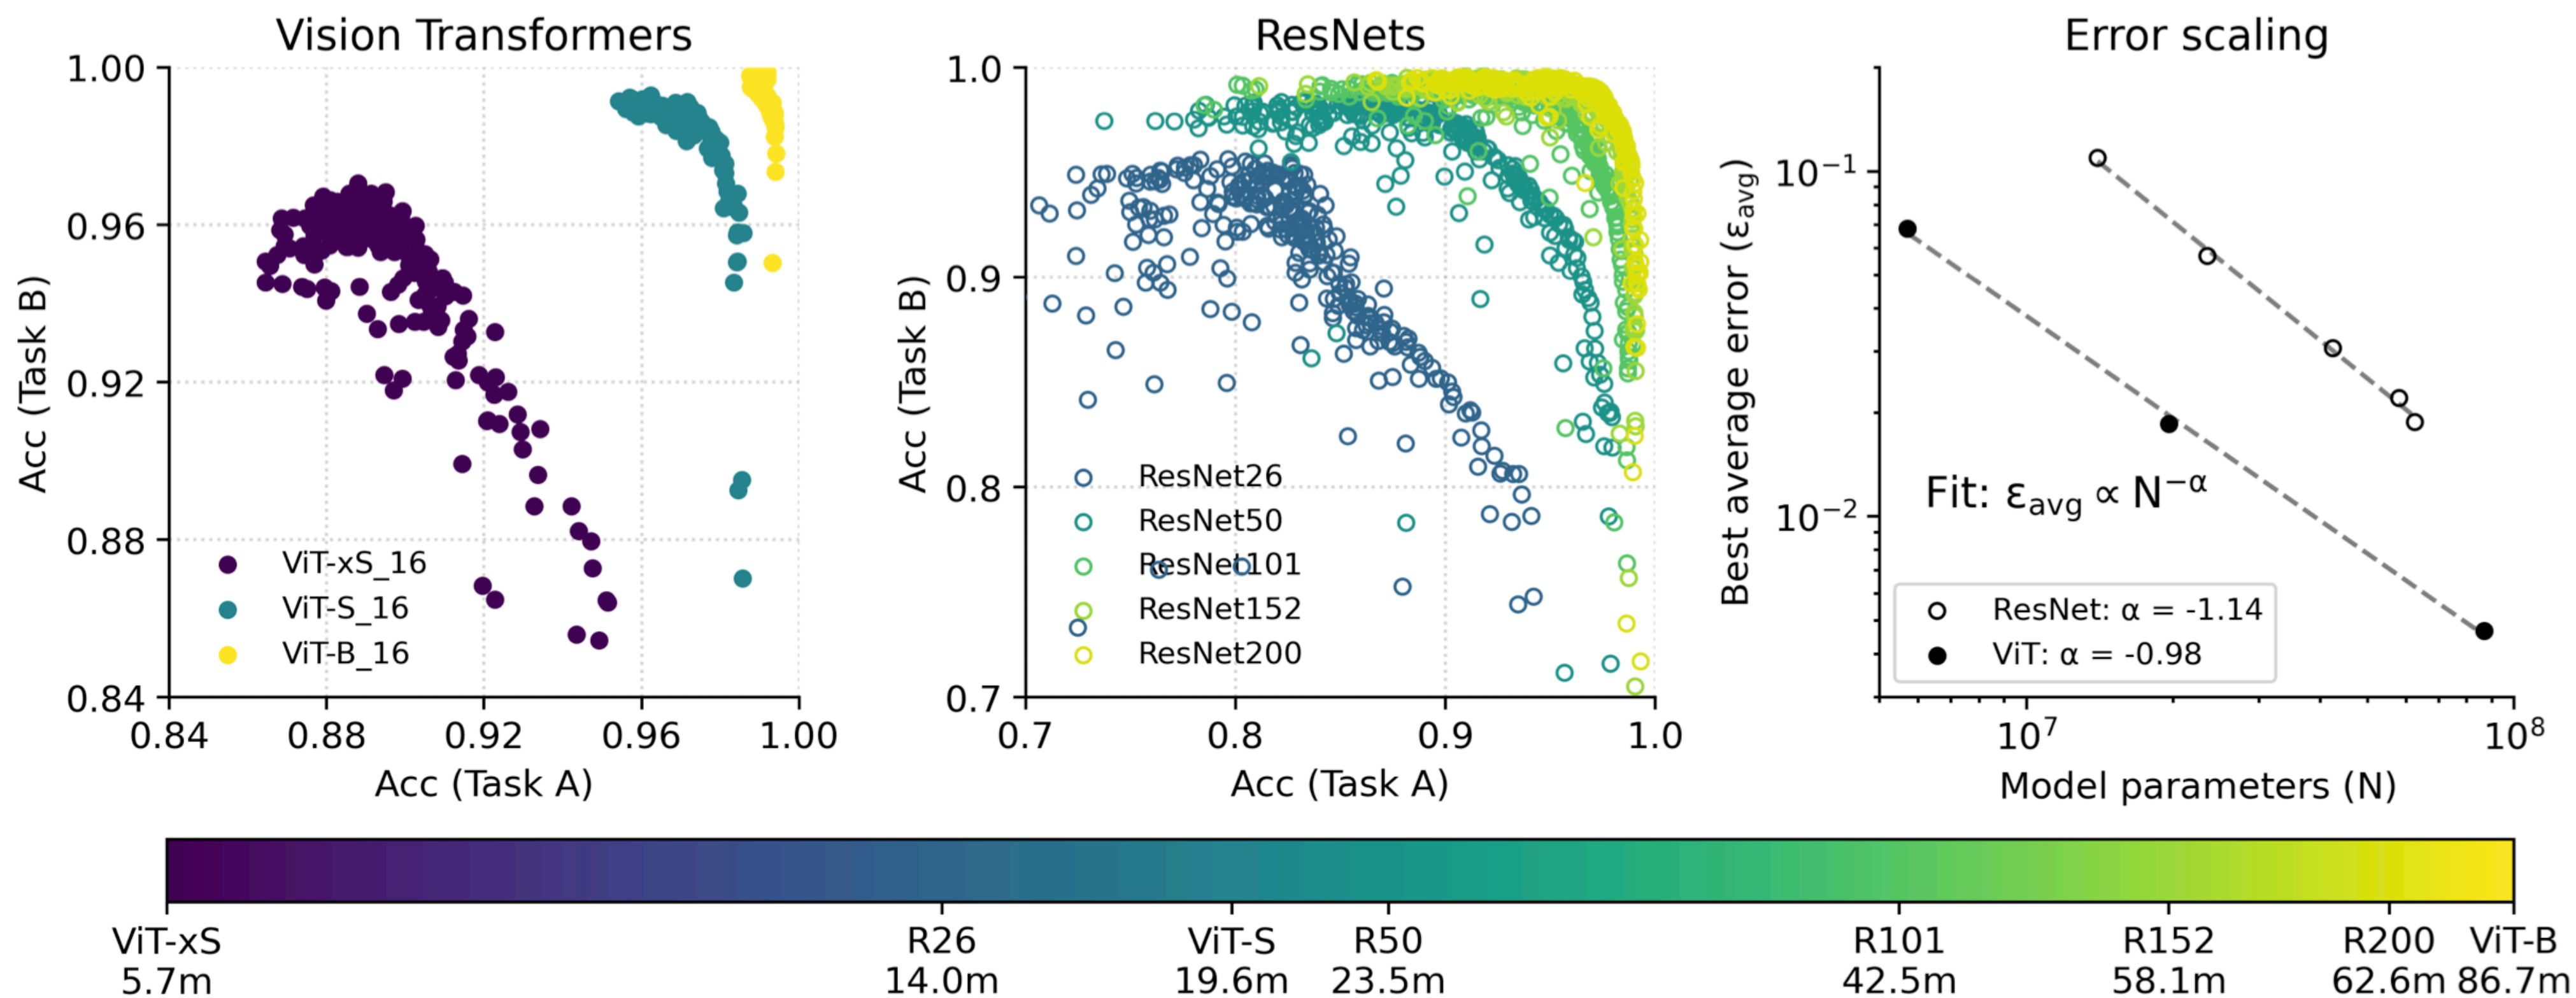 Vision Transformers
1.00
0.96
0.92
0.88
0.84
Acc (Task B)
ViT-xS_16
ViT-S_16
ViT-B_16
0.84 0.88 0.92 0.96 1.00
Acc (Task A)
ResNets
1.0
0.9
0.8
0.7
Acc (Task B)
ResNet26
ResNet50
ResNet101
ResNet152
ResNet200
0.7 0.8 0.9 1.0
Acc (Task A)
Error scaling
10⁻¹
10⁻²
Best average error (ε_avg)
Fit: ε_avg ∝ N^−α
ResNet: α = -1.14
ViT: α = -0.98
10⁷ 10⁸
Model parameters (N)
ViT-xS R26 ViT-S R50 R101 R152 R200 ViT-B
5.7m 14.0m 19.6m 23.5m 42.5m 58.1m 62.6m 86.7m